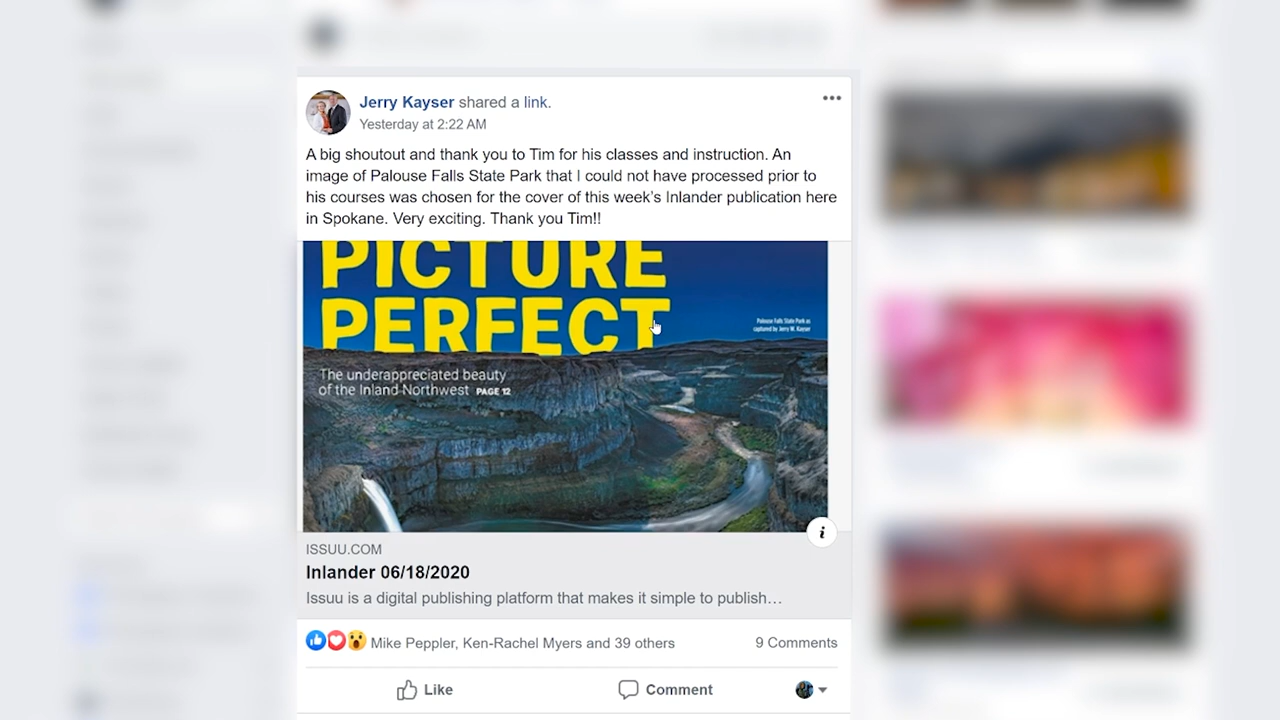 Jerry Kayser shared a link.
Yesterday at 2:22 AM
A big shoutout and thank you to Tim for his classes and instruction. An
image of Palouse Falls State Park that I could not have processed prior to
his courses was chosen for the cover of this week's Inlander publication here
in Spokane. Very exciting. Thank you Tim!!
PICTURE
PERFECT
Palouse Falls State Park as
captured by Jerry W. Kayser
The underappreciated beauty
of the Inland Northwest PAGE 12
ISSUU.COM
Inlander 06/18/2020
Issuu is a digital publishing platform that makes it simple to publish…
Mike Peppler, Ken-Rachel Myers and 39 others 9 Comments
Like Comment